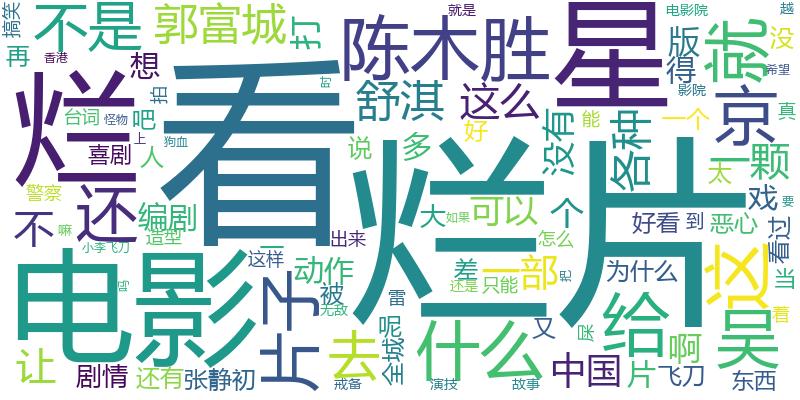 搞笑
再
不是
郭富城
打
陈木胜
星
就是
电影院
越
版
得
就
没
香港
想
拍
时
希望
影院
烂
看
舒淇
这么
京
真
台词
怪物
上
吧
喜剧
人
狗血
说
多
好
没有
各种
能
一个
一颗
太
烂片
警察
还
不
编剧
造型
大
如果
可以
个
戏
好看
到
恶心
看过
要
嘛
小李飞刀
一
出来
差
怎么
电影
吗
这样
动作
片子
被
无敌
雷
还是
只能
一部
把
为什么
这
当
着
让
剧情
还有
张静初
戒备
去
呢
全城
什么
演技
又
故事
屎
给
中国
片
啊
飞刀
吴
东西